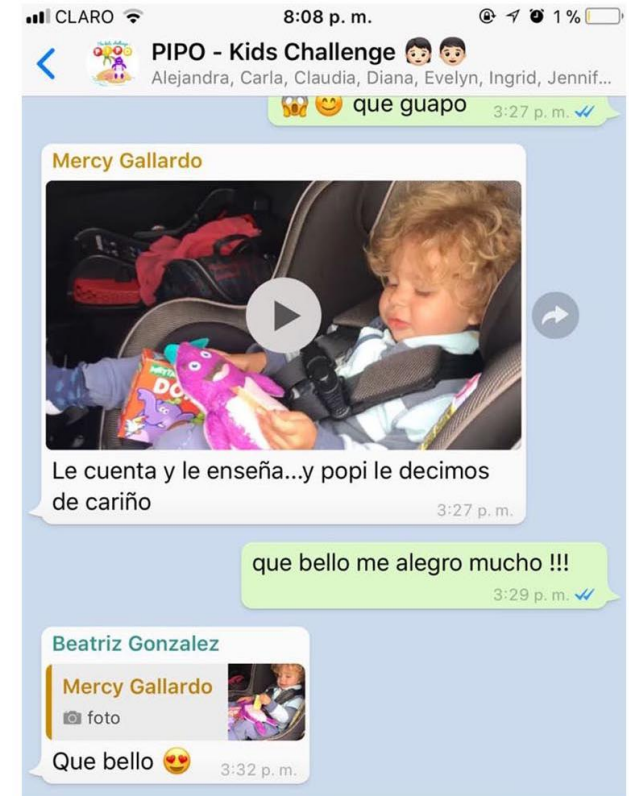 CLARO 8:08 p. m. 1 %
PIPO - Kids Challenge 👧🏻 👦🏻
Alejandra, Carla, Claudia, Diana, Evelyn, Ingrid, Jennif...
😱 😊 que guapo 3:27 p. m.
Mercy Gallardo
DO
Le cuenta y le enseña...y popi le decimos
de cariño 3:27 p. m.
que bello me alegro mucho !!!
3:29 p. m.
Beatriz Gonzalez
Mercy Gallardo
foto
Que bello 😍 3:32 p. m.